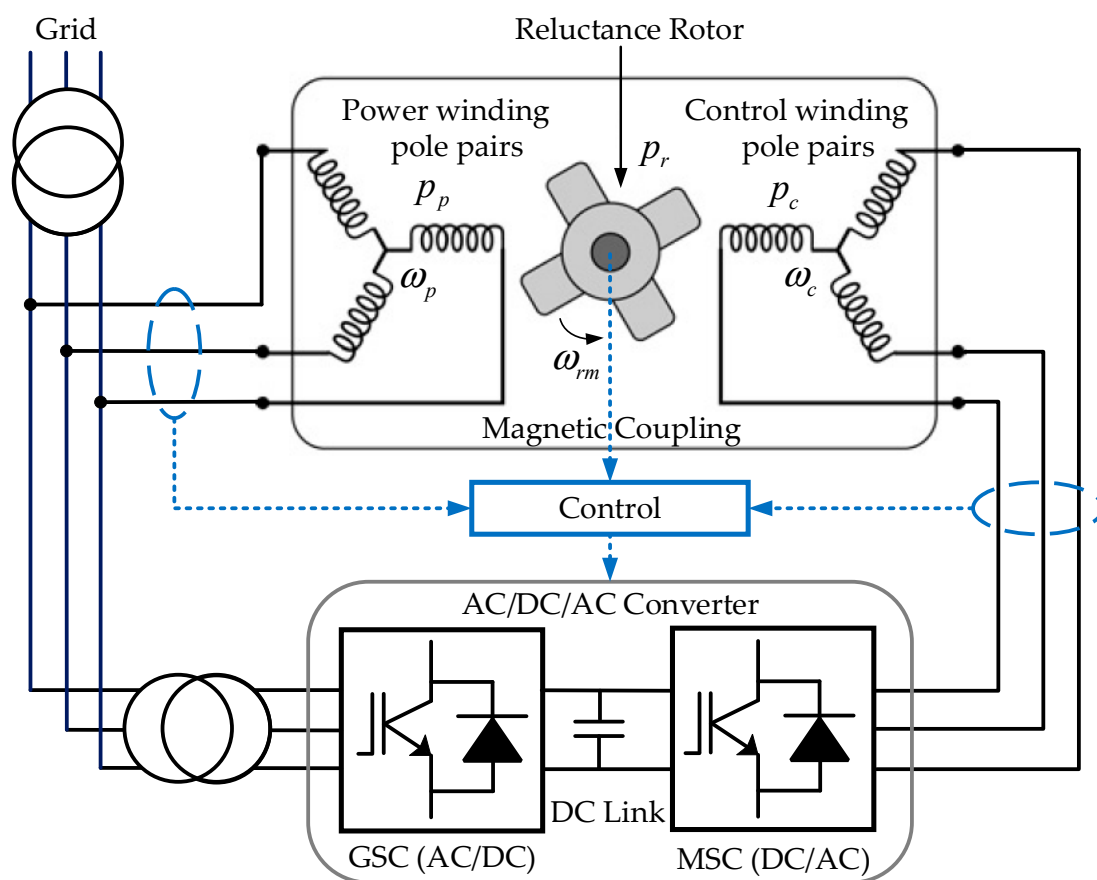 Grid
Reluctance Rotor
Power winding
pole pairs
p_p
ω_p
p_r
ω_rm
Control winding
pole pairs
p_c
ω_c
Magnetic Coupling
Control
AC/DC/AC Converter
DC Link
GSC (AC/DC)
MSC (DC/AC)